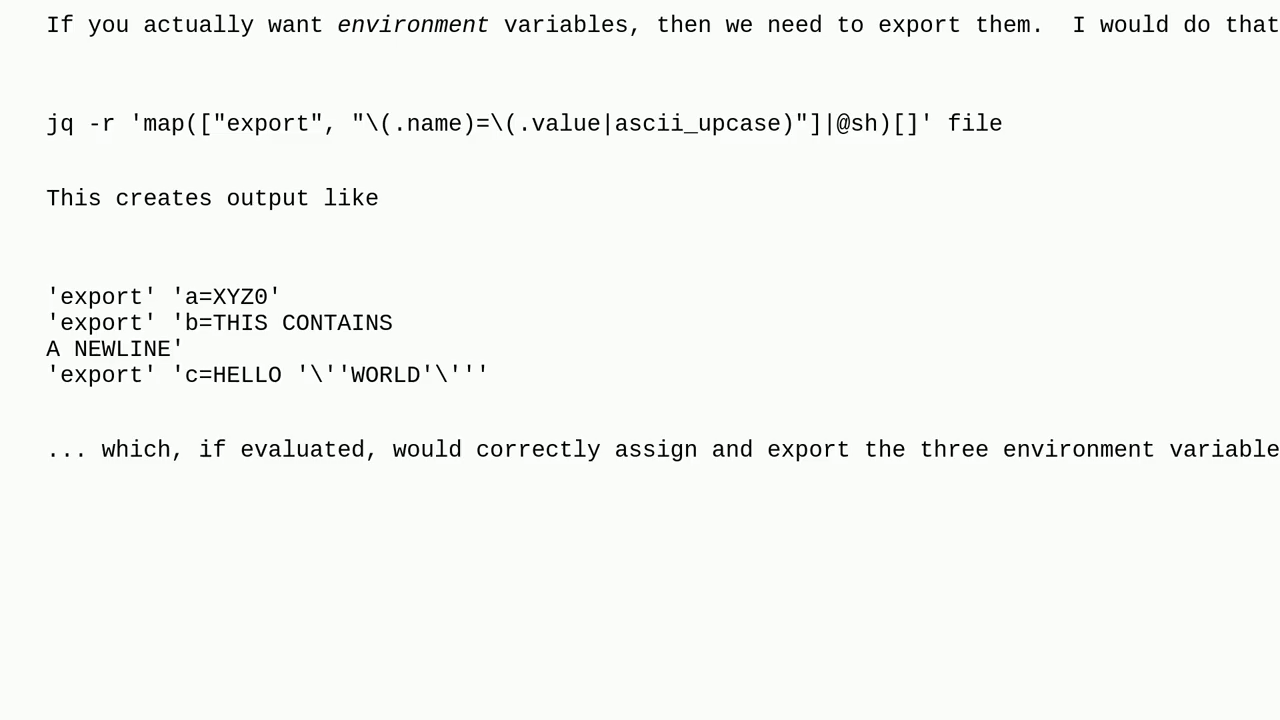 If you actually want environment variables, then we need to export them.  I would do that
jq -r 'map(["export", "\(.name)=\(.value|ascii_upcase)"]|@sh)[]' file
This creates output like
'export' 'a=XYZ0'
'export' 'b=THIS CONTAINS
A NEWLINE'
'export' 'c=HELLO '\''WORLD'\'''
... which, if evaluated, would correctly assign and export the three environment variable